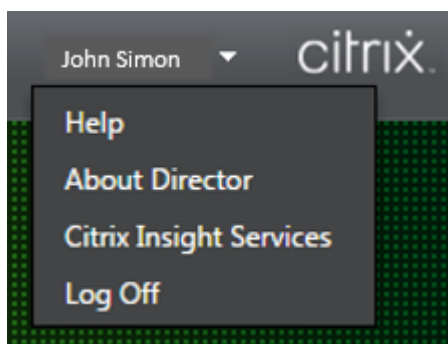 John Simon
citrix
Help
About Director
Citrix Insight Services
Log Off